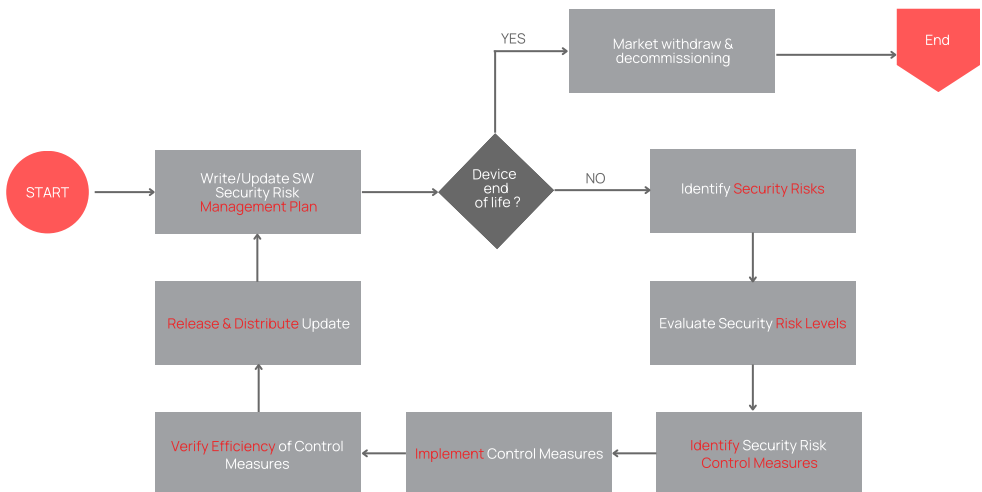 YES
Market withdraw &
decommissioning
End
START
Write/Update SW
Security Risk
Management Plan
Device
end
of life ?
NO
Identify Security Risks
Release & Distribute Update
Evaluate Security Risk Levels
Verify Efficiency of Control
Measures
Implement Control Measures
Identify Security Risk
Control Measures